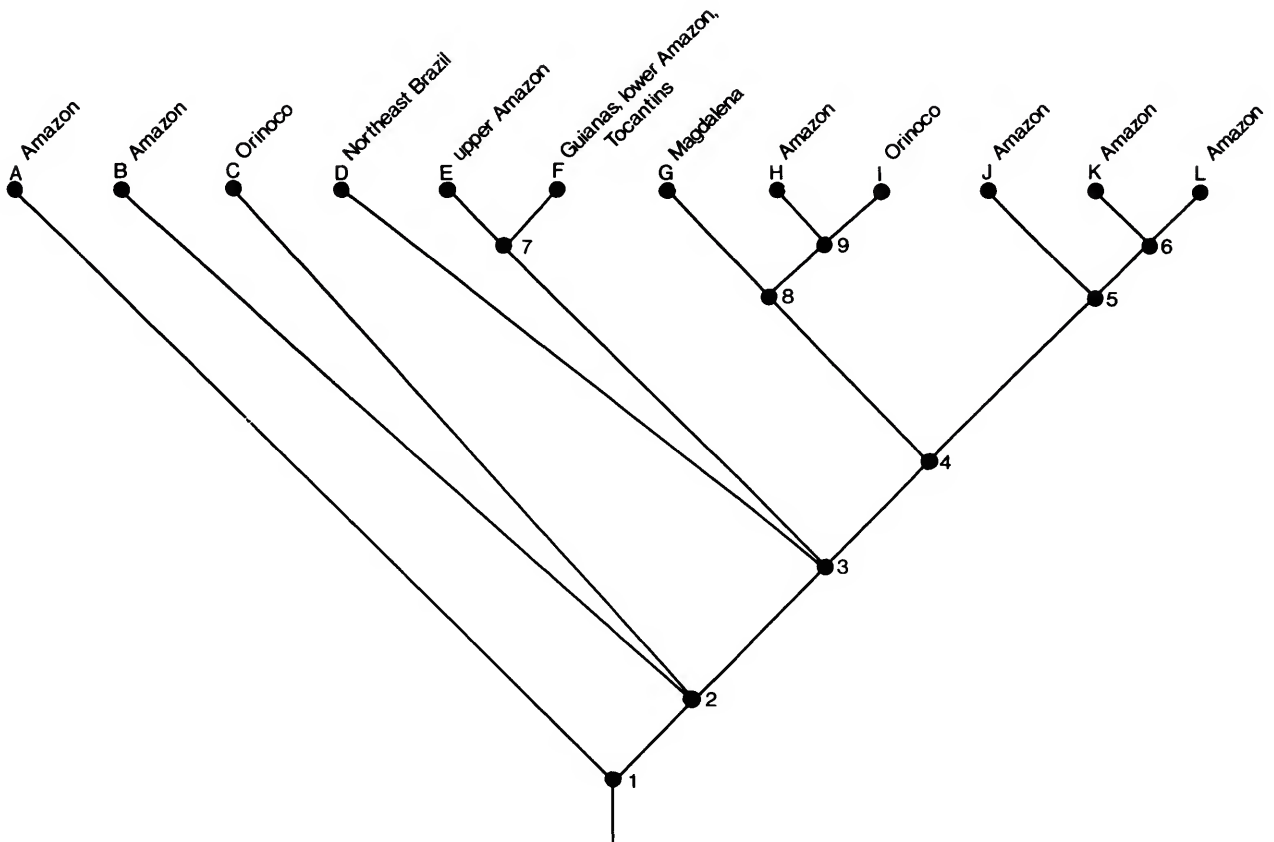 A Amazon
B Amazon
C Orinoco
D Northeast Brazil
E upper Amazon
F Guianas, lower Amazon,
Tocantins
G Magdalena
H Amazon
I Orinoco
J Amazon
K Amazon
L Amazon
7
9
6
8
5
4
3
2
1